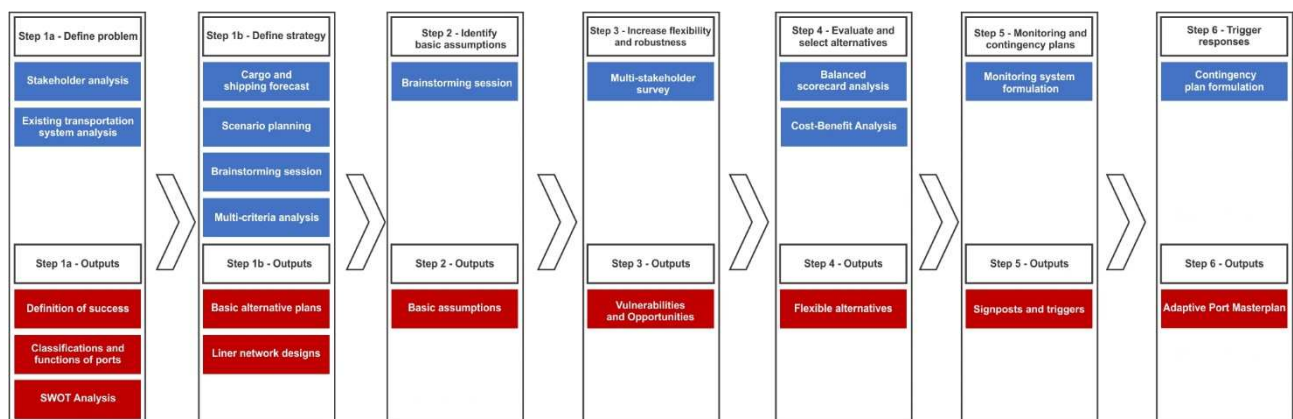 Step 1a - Define problem
Stakeholder analysis
Existing transportation
system analysis
Step 1a - Outputs
Definition of success
Classifications and
functions of ports
SWOT Analysis
Step 1b - Define strategy
Cargo and
shipping forecast
Scenario planning
Brainstorming session
Multi-criteria analysis
Step 1b - Outputs
Basic alternative plans
Liner network designs
Step 2 - Identify
basic assumptions
Brainstorming session
Step 2 - Outputs
Basic assumptions
Step 3 - Increase flexibility
and robustness
Multi-stakeholder
survey
Step 3 - Outputs
Vulnerabilities
and Opportunities
Step 4 - Evaluate and
select alternatives
Balanced
scorecard analysis
Cost-Benefit Analysis
Step 4 - Outputs
Flexible alternatives
Step 5 - Monitoring and
contingency plans
Monitoring system
formulation
Step 5 - Outputs
Signposts and triggers
Step 6 - Trigger
responses
Contingency
plan formulation
Step 6 - Outputs
Adaptive Port Masterplan